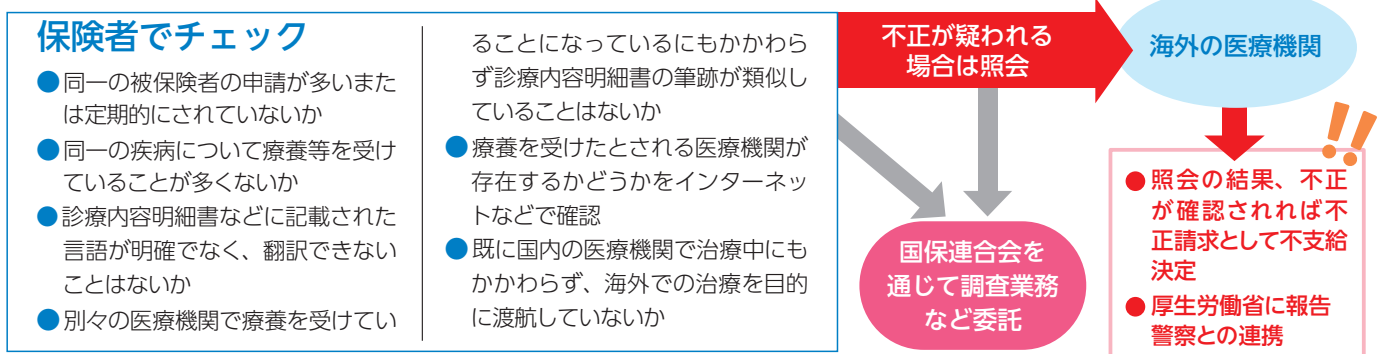 保険者でチェック
●同一の被保険者の申請が多いまた
は定期的にされていないか
●同一の疾病について療養等を受け
ていることが多くないか
●診療内容明細書などに記載された
言語が明確でなく、翻訳できない
ことはないか
●別々の医療機関で療養を受けてい
ることになっているにもかかわら
ず診療内容明細書の筆跡が類似し
ていることはないか
●療養を受けたとされる医療機関が
存在するかどうかをインターネッ
トなどで確認
●既に国内の医療機関で治療中にも
かかわらず、海外での治療を目的
に渡航していないか
不正が疑われる
場合は照会
海外の医療機関
国保連合会を
通じて調査業務
など委託
!!
●照会の結果、不正
が確認されれば不
正請求として不支給
決定
●厚生労働省に報告
警察との連携